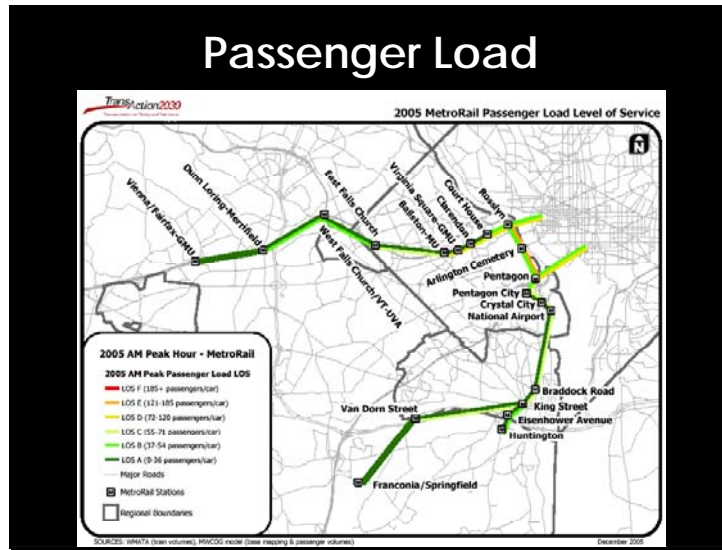 Passenger Load
TransAction2030
2005 MetroRail Passenger Load Level of Service
N
Vienna/Fairfax-GMU
Dunn Loring-Merrifield
East Falls Church
West Falls Church/VT-UVA
Ballston-MU
Virginia Square-GMU
Clarendon
Court House
Rosslyn
Arlington Cemetery
Pentagon
Pentagon City
Crystal City
National Airport
Braddock Road
King Street
Van Dorn Street
Eisenhower Avenue
Huntington
Franconia/Springfield
2005 AM Peak Hour - MetroRail
2005 AM Peak Passenger Load LOS
LOS F (185+ passengers/car)
LOS E (121-185 passengers/car)
LOS D (72-120 passengers/car)
LOS C (55-71 passengers/car)
LOS B (37-54 passengers/car)
LOS A (0-36 passengers/car)
Major Roads
MetroRail Stations
Regional Boundaries
SOURCES: WMATA (train volumes), MWCOG model (base mapping & passenger volumes)
December 2005